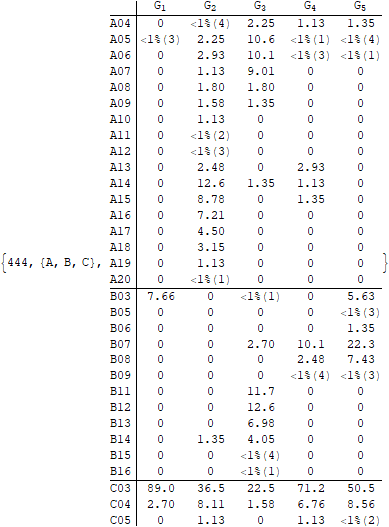 G1 G2 G3 G4 G5
A04 0 <1%(4) 2.25 1.13 1.35
A05 <1%(3) 2.25 10.6 <1%(1) <1%(4)
A06 0 2.93 10.1 <1%(3) <1%(1)
A07 0 1.13 9.01 0 0
A08 0 1.80 1.80 0 0
A09 0 1.58 1.35 0 0
A10 0 1.13 0 0 0
A11 0 <1%(2) 0 0 0
A12 0 <1%(3) 0 0 0
A13 0 2.48 0 2.93 0
A14 0 12.6 1.35 1.13 0
A15 0 8.78 0 1.35 0
A16 0 7.21 0 0 0
A17 0 4.50 0 0 0
A18 0 3.15 0 0 0
{444, {A, B, C}, A19 0 1.13 0 0 0 }
A20 0 <1%(1) 0 0 0
B03 7.66 0 <1%(1) 0 5.63
B05 0 0 0 0 <1%(3)
B06 0 0 0 0 1.35
B07 0 0 2.70 10.1 22.3
B08 0 0 0 2.48 7.43
B09 0 0 0 <1%(4) <1%(3)
B11 0 0 11.7 0 0
B12 0 0 12.6 0 0
B13 0 0 6.98 0 0
B14 0 1.35 4.05 0 0
B15 0 0 <1%(4) 0 0
B16 0 0 <1%(1) 0 0
C03 89.0 36.5 22.5 71.2 50.5
C04 2.70 8.11 1.58 6.76 8.56
C05 0 1.13 0 1.13 <1%(2)